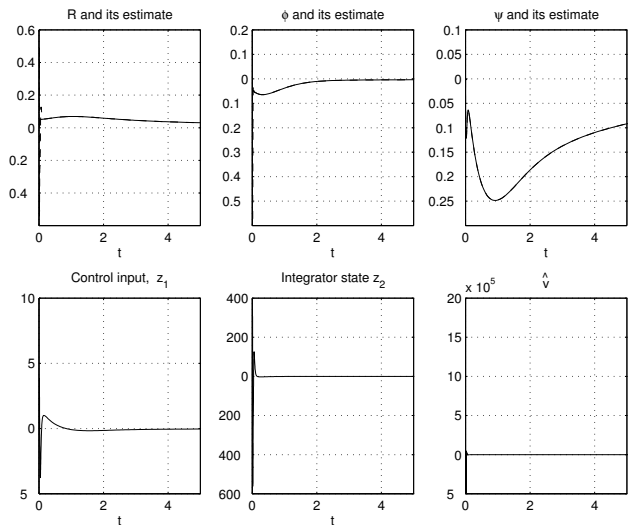 R and its estimate
0.6
0.4
0.2
0
0.2
0.4
0 2 4
t
ϕ and its estimate
0.2
0.1
0
0.1
0.2
0.3
0.4
0.5
0 2 4
t
ψ and its estimate
0.1
0.05
0
0.05
0.1
0.15
0.2
0.25
0 2 4
t
Control input, z₁
10
5
0
5
0 2 4
t
Integrator state z₂
400
200
0
200
400
600
0 2 4
t
v̂
x 10⁵
20
15
10
5
0
5
0 2 4